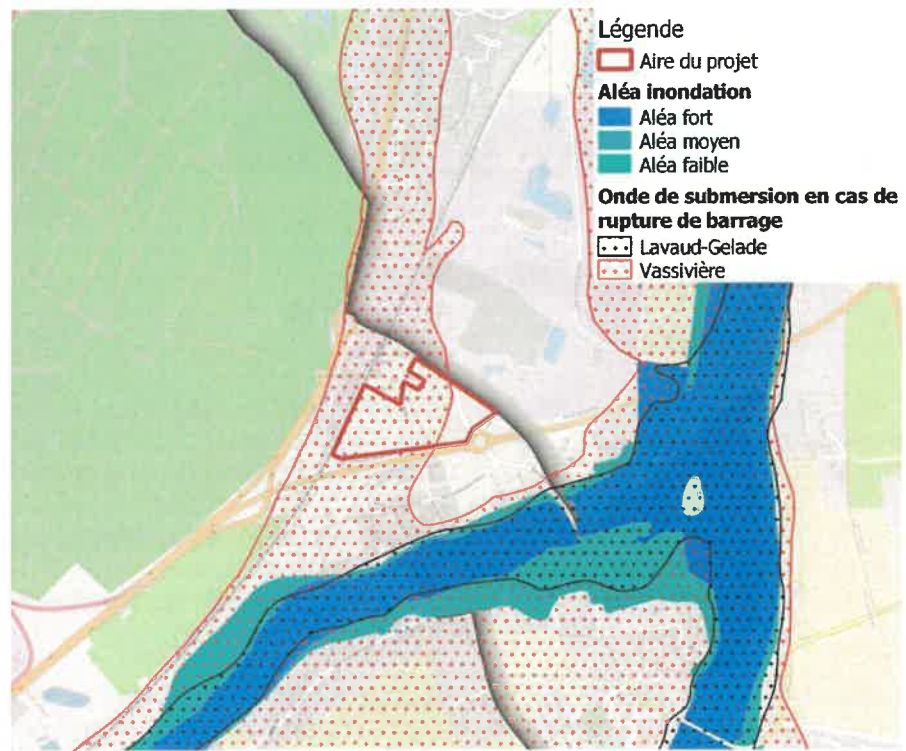 Légende
Aire du projet
Aléa inondation
Aléa fort
Aléa moyen
Aléa faible
Onde de submersion en cas de
rupture de barrage
Lavaud-Gelade
Vassivière